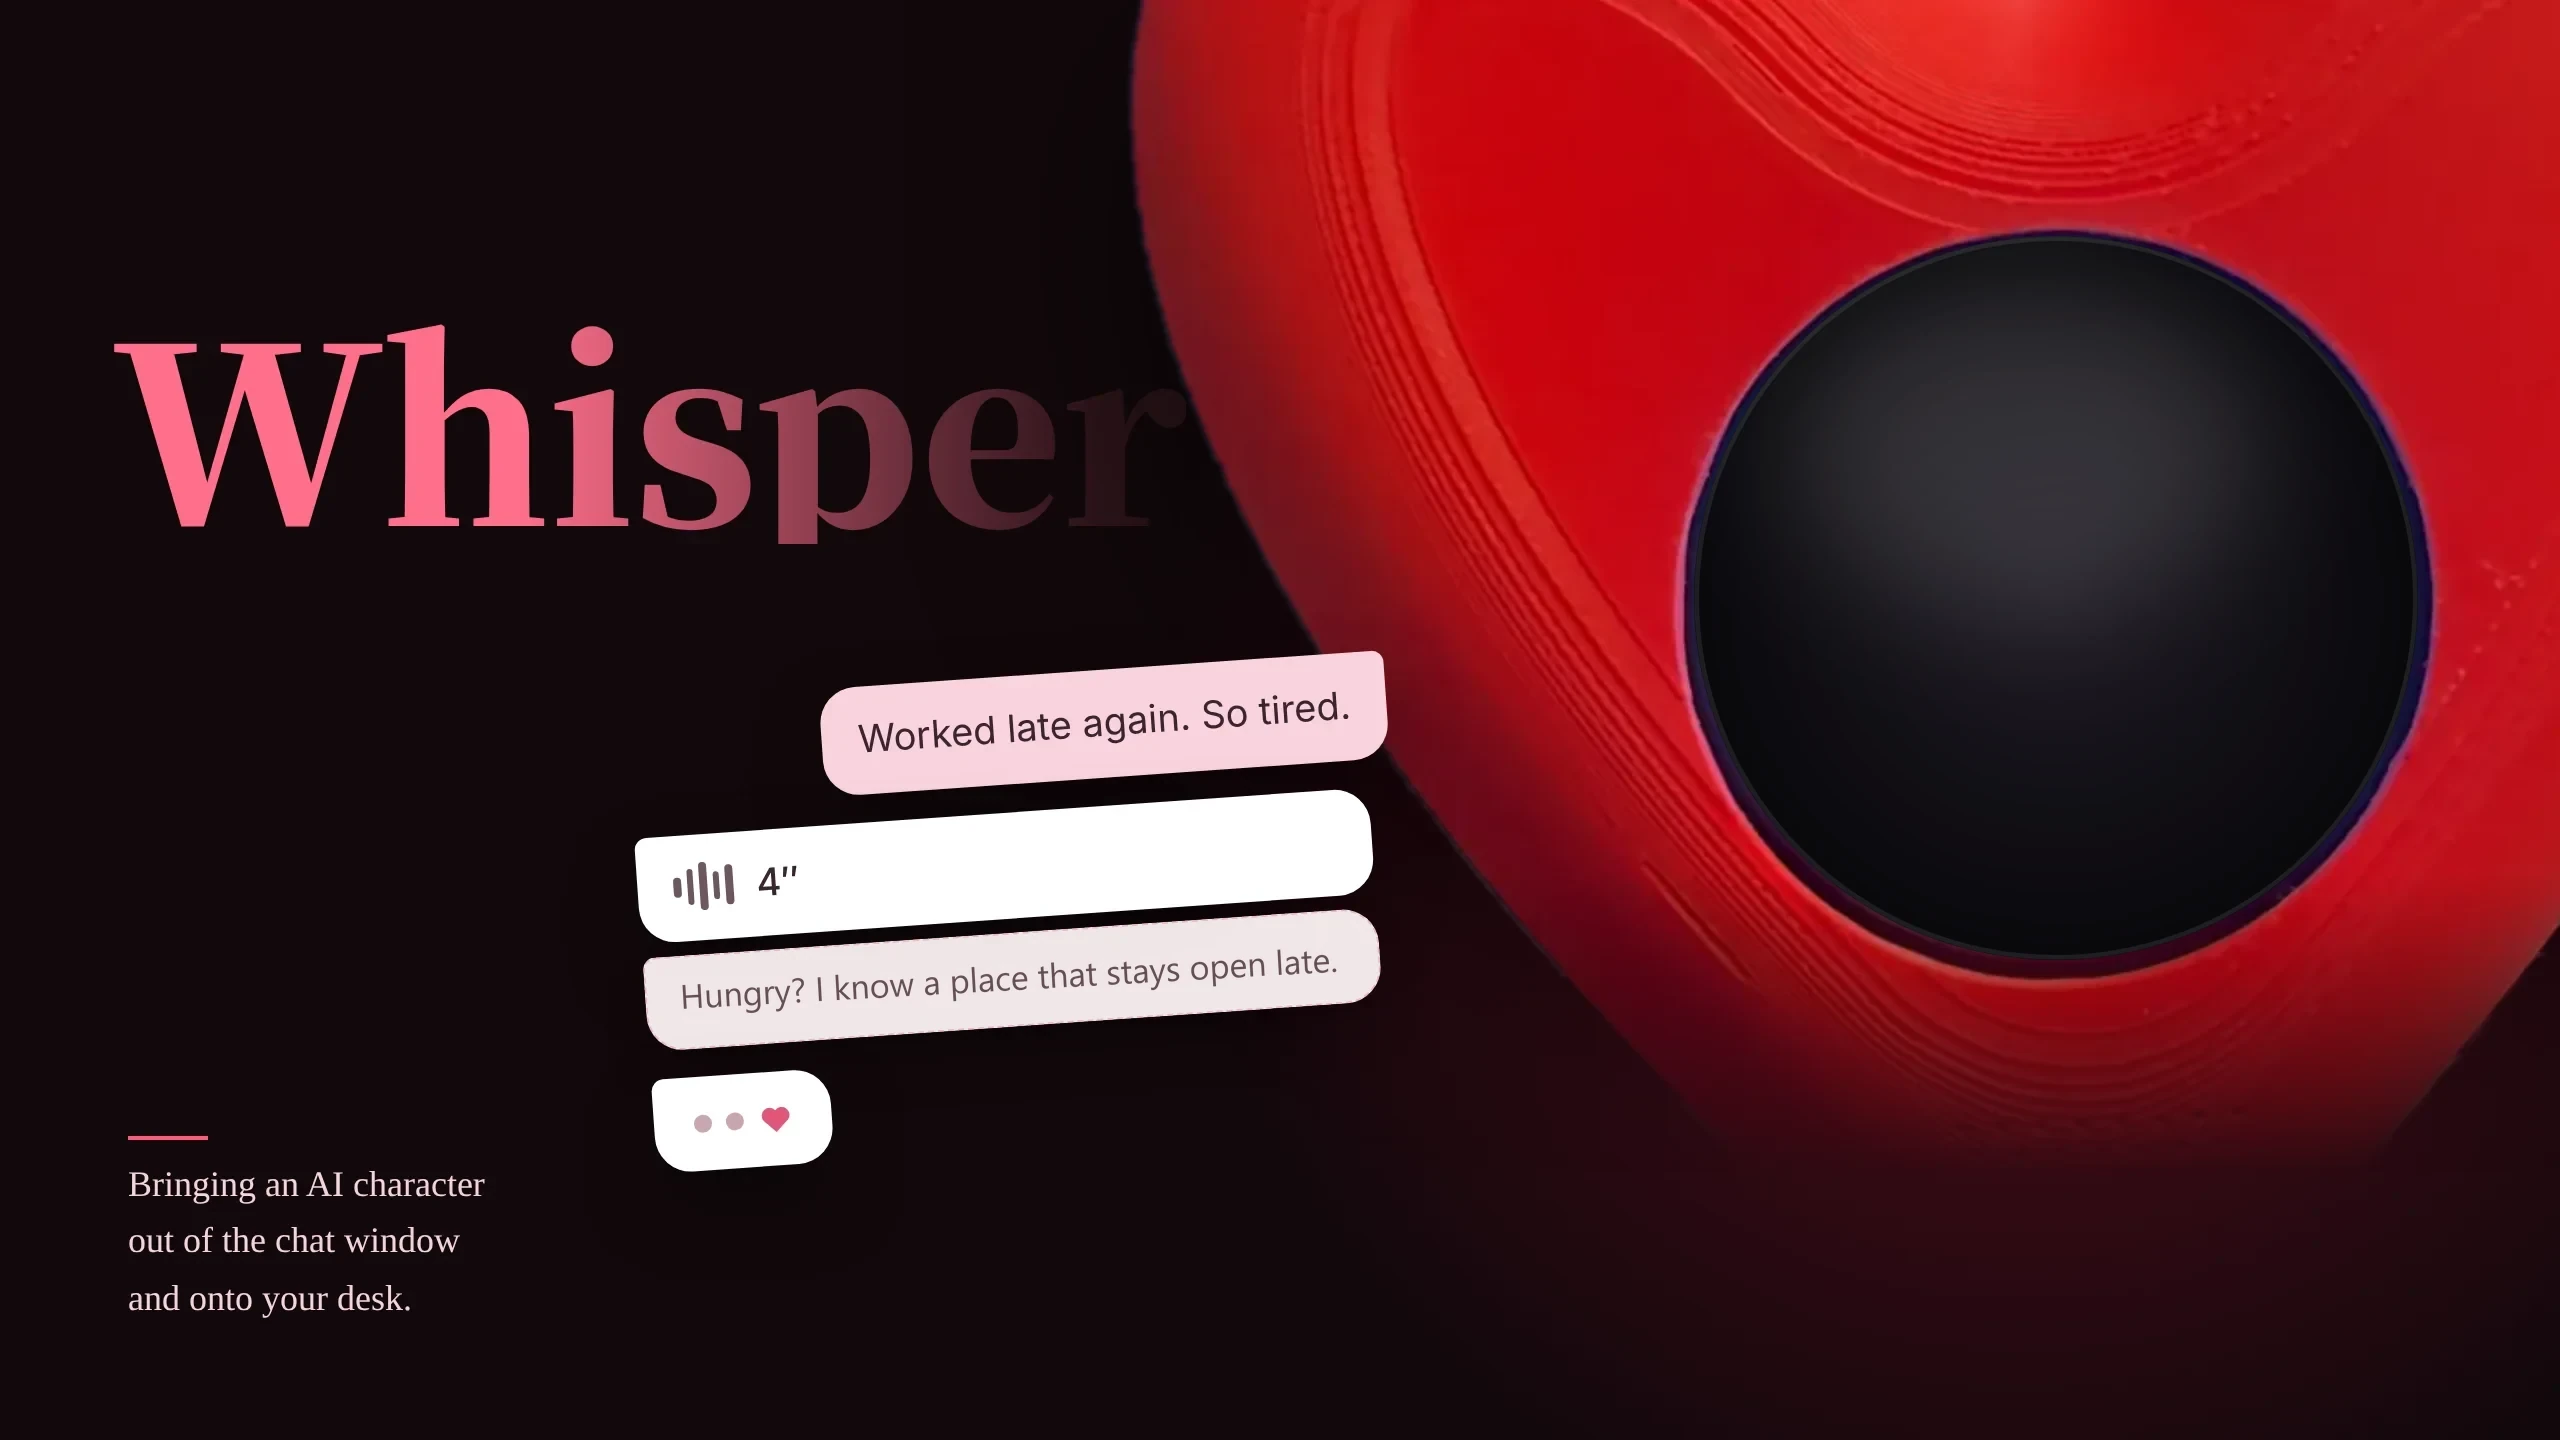 Whisper
Worked late again. So tired.
4″
Hungry? I know a place that stays open late.
Bringing an AI character
out of the chat window
and onto your desk.